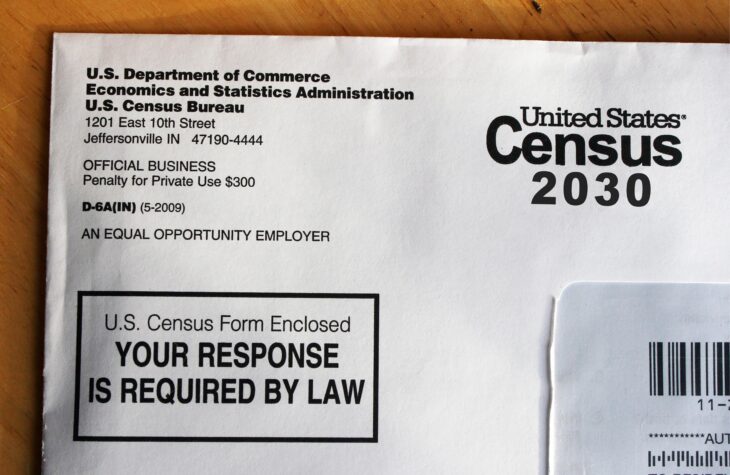 U.S. Department of Commerce
Economics and Statistics Administration
U.S. Census Bureau
1201 East 10th Street
Jeffersonville IN 47190-4444
OFFICIAL BUSINESS
Penalty for Private Use $300
D-6A(IN) (5-2009)
AN EQUAL OPPORTUNITY EMPLOYER
United States®
Census
2030
U.S. Census Form Enclosed
YOUR RESPONSE
IS REQUIRED BY LAW
11-
***********AUT